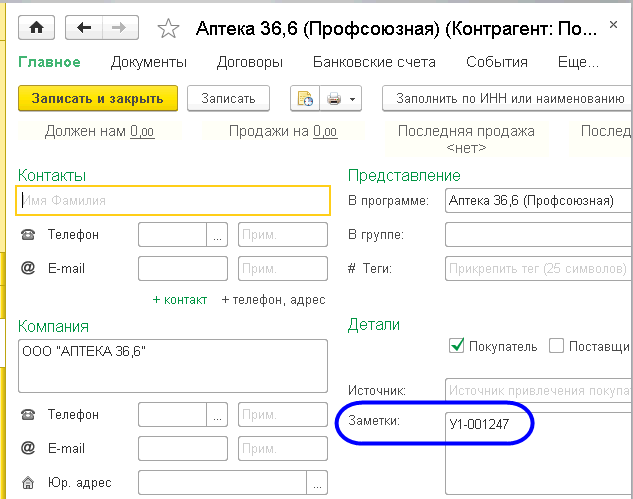 Аптека 36,6 (Профсоюзная) (Контрагент: По...
Главное Документы Договоры Банковские счета События Еще...
Записать и закрыть Записать Заполнить по ИНН или наименованию
Должен нам 0,00 Продажи на 0,00 Последняя продажа <нет> Послед
Контакты
Имя Фамилия
Телефон ... Прим.
E-mail Прим.
+ контакт + телефон, адрес
Компания
ООО "АПТЕКА 36,6"
Телефон ... Прим.
E-mail Прим.
Юр. адрес ...
Представление
В программе: Аптека 36,6 (Профсоюзная)
В группе:
# Теги: Прикрепить тег (25 символов)
Детали
Покупатель Поставщи
Источник: Источник привлечения покупа
Заметки: У1-001247